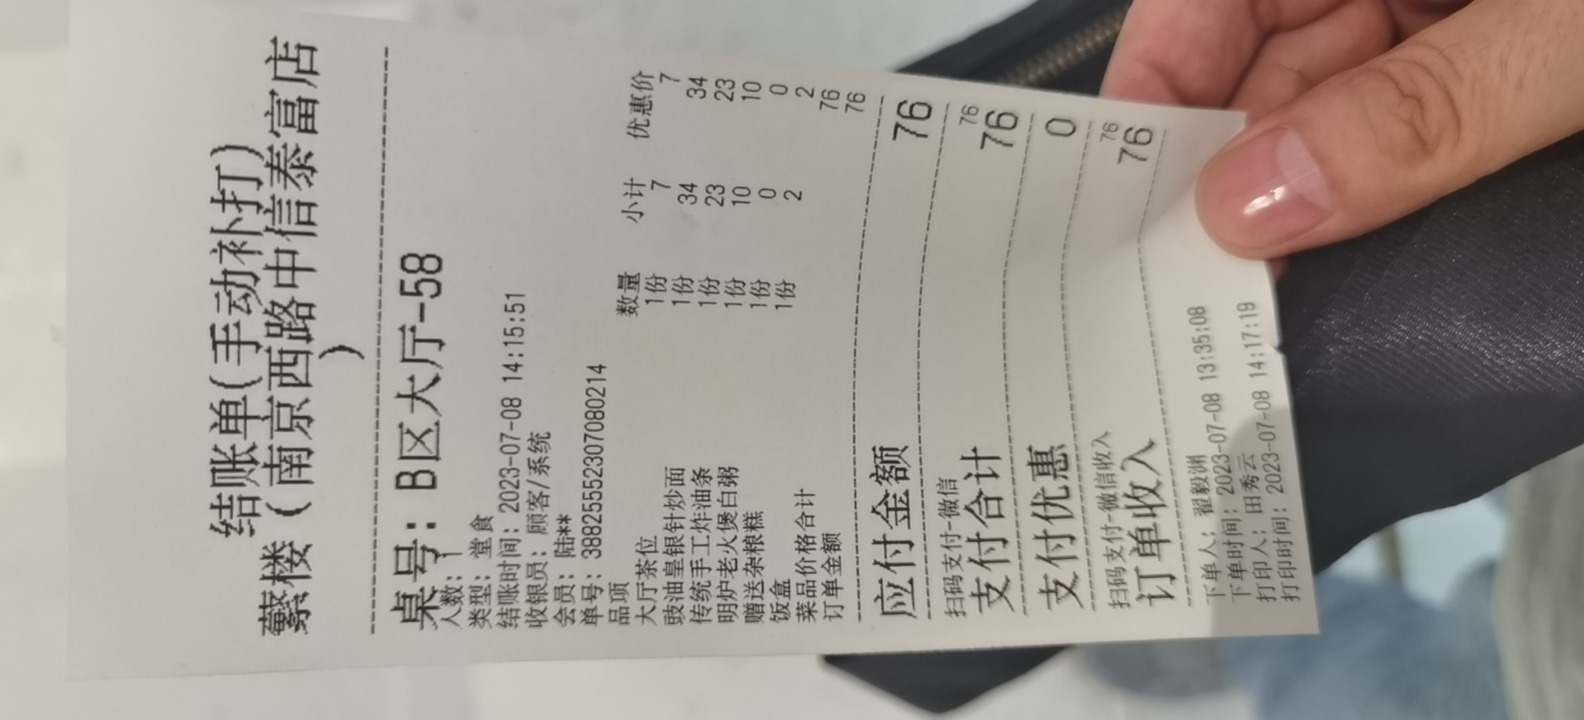 结账单(手动补打)
蘩楼（南京西路中信泰富店
）
桌号：B区大厅-58
人数：1
类型：堂食
结账时间：2023-07-08 14:15:51
收银员：顾客/系统
会员：陆**
单号：3882555230708​0214
品项 数量 小计 优惠价
大厅茶位 1份 7 7
豉油皇银针炒面 1份 34 34
传统手工炸油条 1份 23 23
明炉老火煲白粥 1份 10 10
赠送杂粮糕 1份 0 0
饭盒 1份 2 2
菜品价格合计 76
订单金额 76
应付金额 76
扫码支付-微信 76
支付合计 76
支付优惠 0
扫码支付-微信收入 76
订单收入 76
下单人：翟毅渊
下单时间：2023-07-08 13:35:08
打印人：田秀云
打印时间：2023-07-08 14:17:19